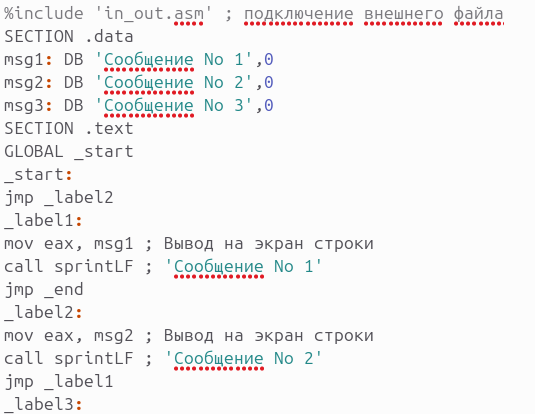 %include 'in_out.asm' ; подключение внешнего файла
SECTION .data
msg1: DB 'Сообщение No 1',0
msg2: DB 'Сообщение No 2',0
msg3: DB 'Сообщение No 3',0
SECTION .text
GLOBAL _start
_start:
jmp _label2
_label1:
mov eax, msg1 ; Вывод на экран строки
call sprintLF ; 'Сообщение No 1'
jmp _end
_label2:
mov eax, msg2 ; Вывод на экран строки
call sprintLF ; 'Сообщение No 2'
jmp _label1
_label3: